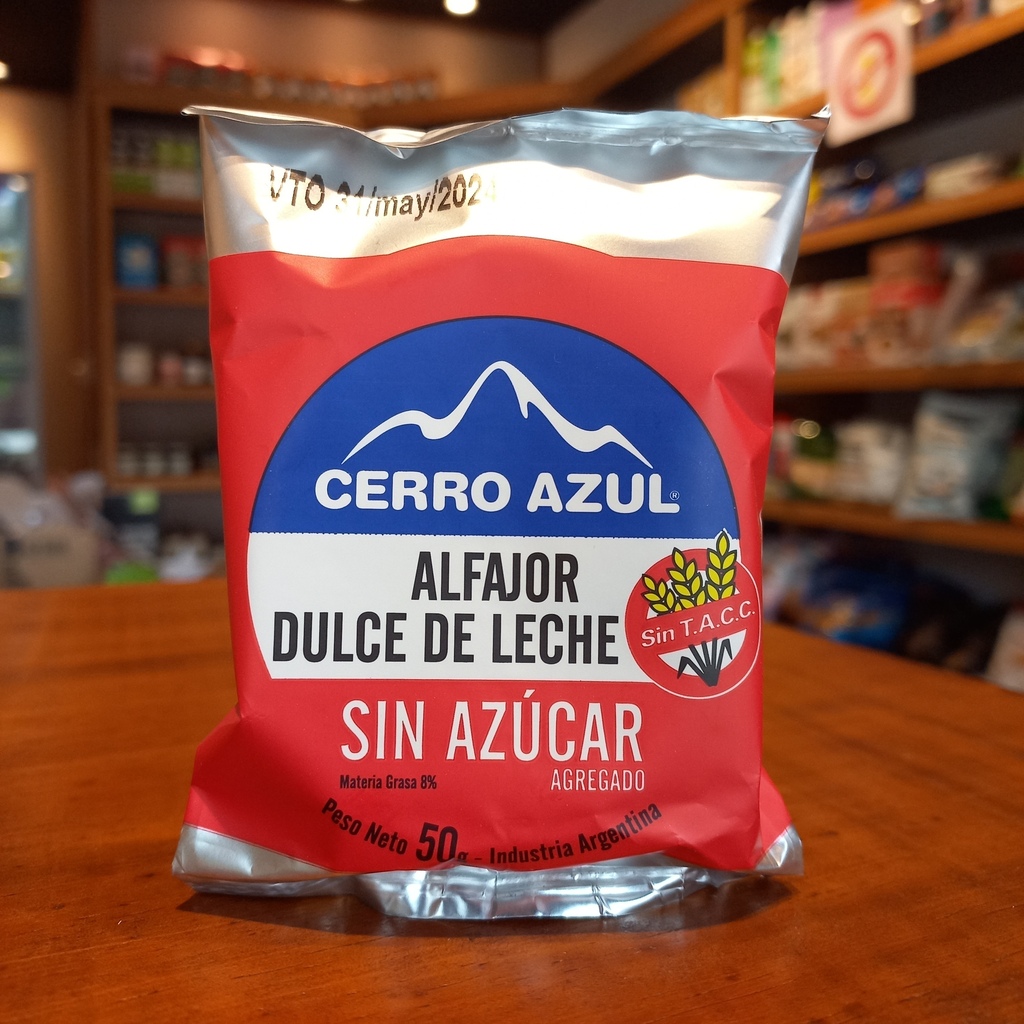 VTO 31/may/2024
CERRO AZUL®
ALFAJOR
DULCE DE LECHE
Sin T.A.C.C.
SIN AZÚCAR
AGREGADO
Materia Grasa 8%
Peso Neto 50g - Industria Argentina